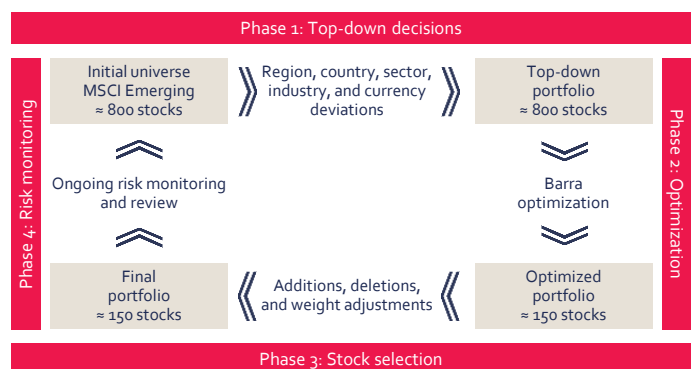 Phase 1: Top-down decisions
Initial universe
MSCI Emerging
≈ 800 stocks
Region, country, sector,
industry, and currency
deviations
Top-down
portfolio
≈ 800 stocks
Phase 2: Optimization
Barra
optimization
Optimized
portfolio
≈ 150 stocks
Phase 3: Stock selection
Additions, deletions,
and weight adjustments
Final
portfolio
≈ 150 stocks
Phase 4: Risk monitoring
Ongoing risk monitoring
and review